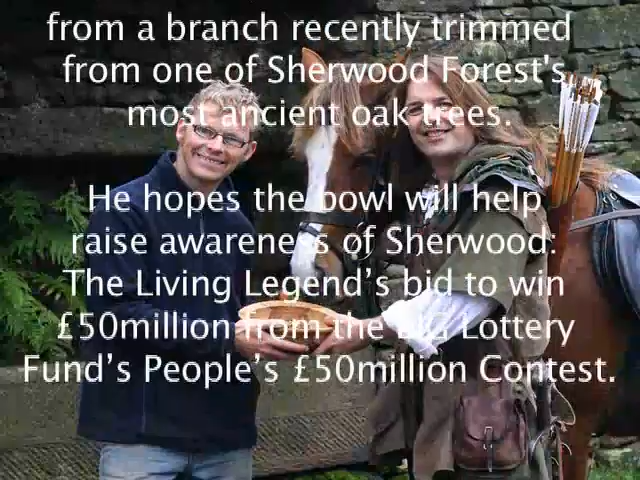 from a branch recently trimmed
from one of Sherwood Forest's
most ancient oak trees.
He hopes the bowl will help
raise awareness of Sherwood:
The Living Legend’s bid to win
£50million from the BIG Lottery
Fund’s People’s £50million Contest.